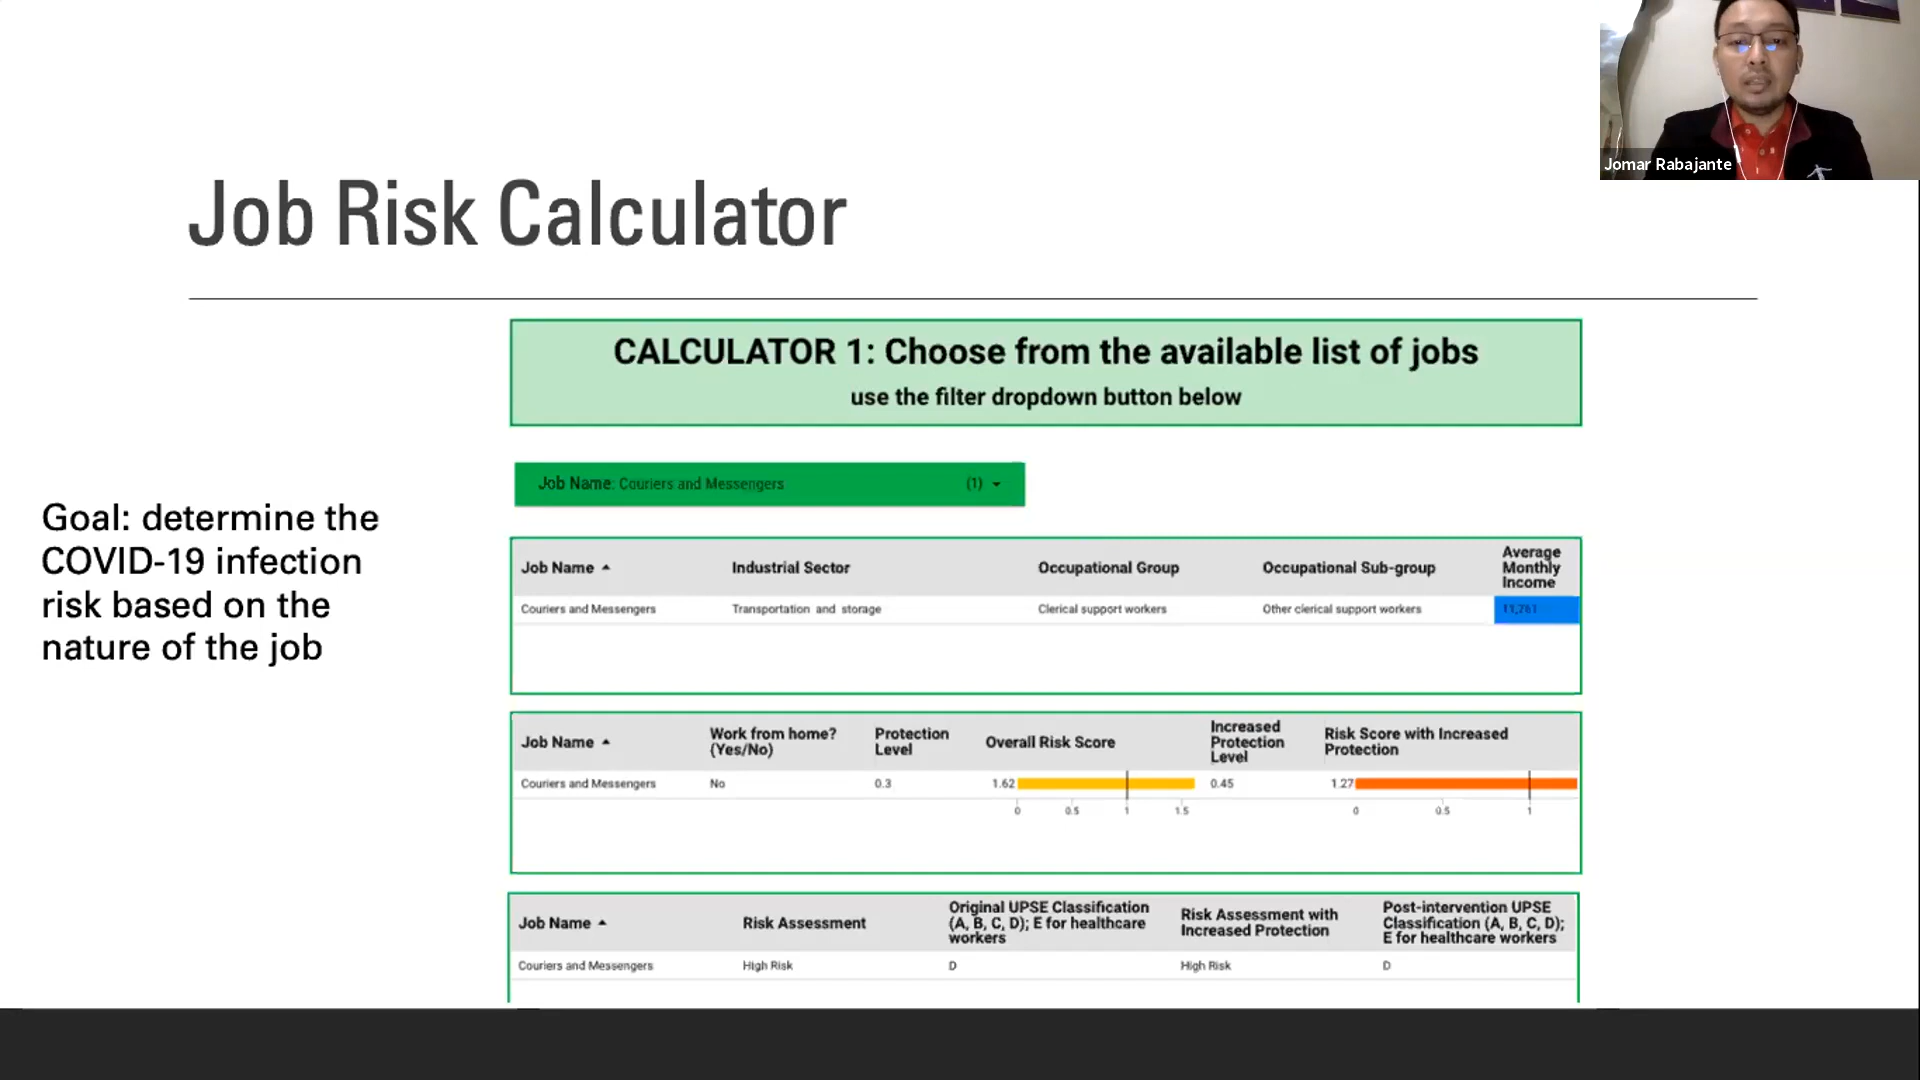 Jomar Rabajante
Job Risk Calculator
CALCULATOR 1: Choose from the available list of jobs
use the filter dropdown button below
Job Name: Couriers and Messengers (1)
Goal: determine the
COVID-19 infection
risk based on the
nature of the job
Job Name Industrial Sector Occupational Group Occupational Sub-group Average Monthly Income
Couriers and Messengers Transportation and storage Clerical support workers Other clerical support workers 11,761
Job Name Work from home? (Yes/No) Protection Level Overall Risk Score Increased Protection Level Risk Score with Increased Protection
Couriers and Messengers No 0.3 1.62 0.45 1.27
0 0.5 1 1.5 0 0.5 1
Job Name Risk Assessment Original UPSE Classification (A, B, C, D); E for healthcare workers Risk Assessment with Increased Protection Post-intervention UPSE Classification (A, B, C, D); E for healthcare workers
Couriers and Messengers High Risk D High Risk D